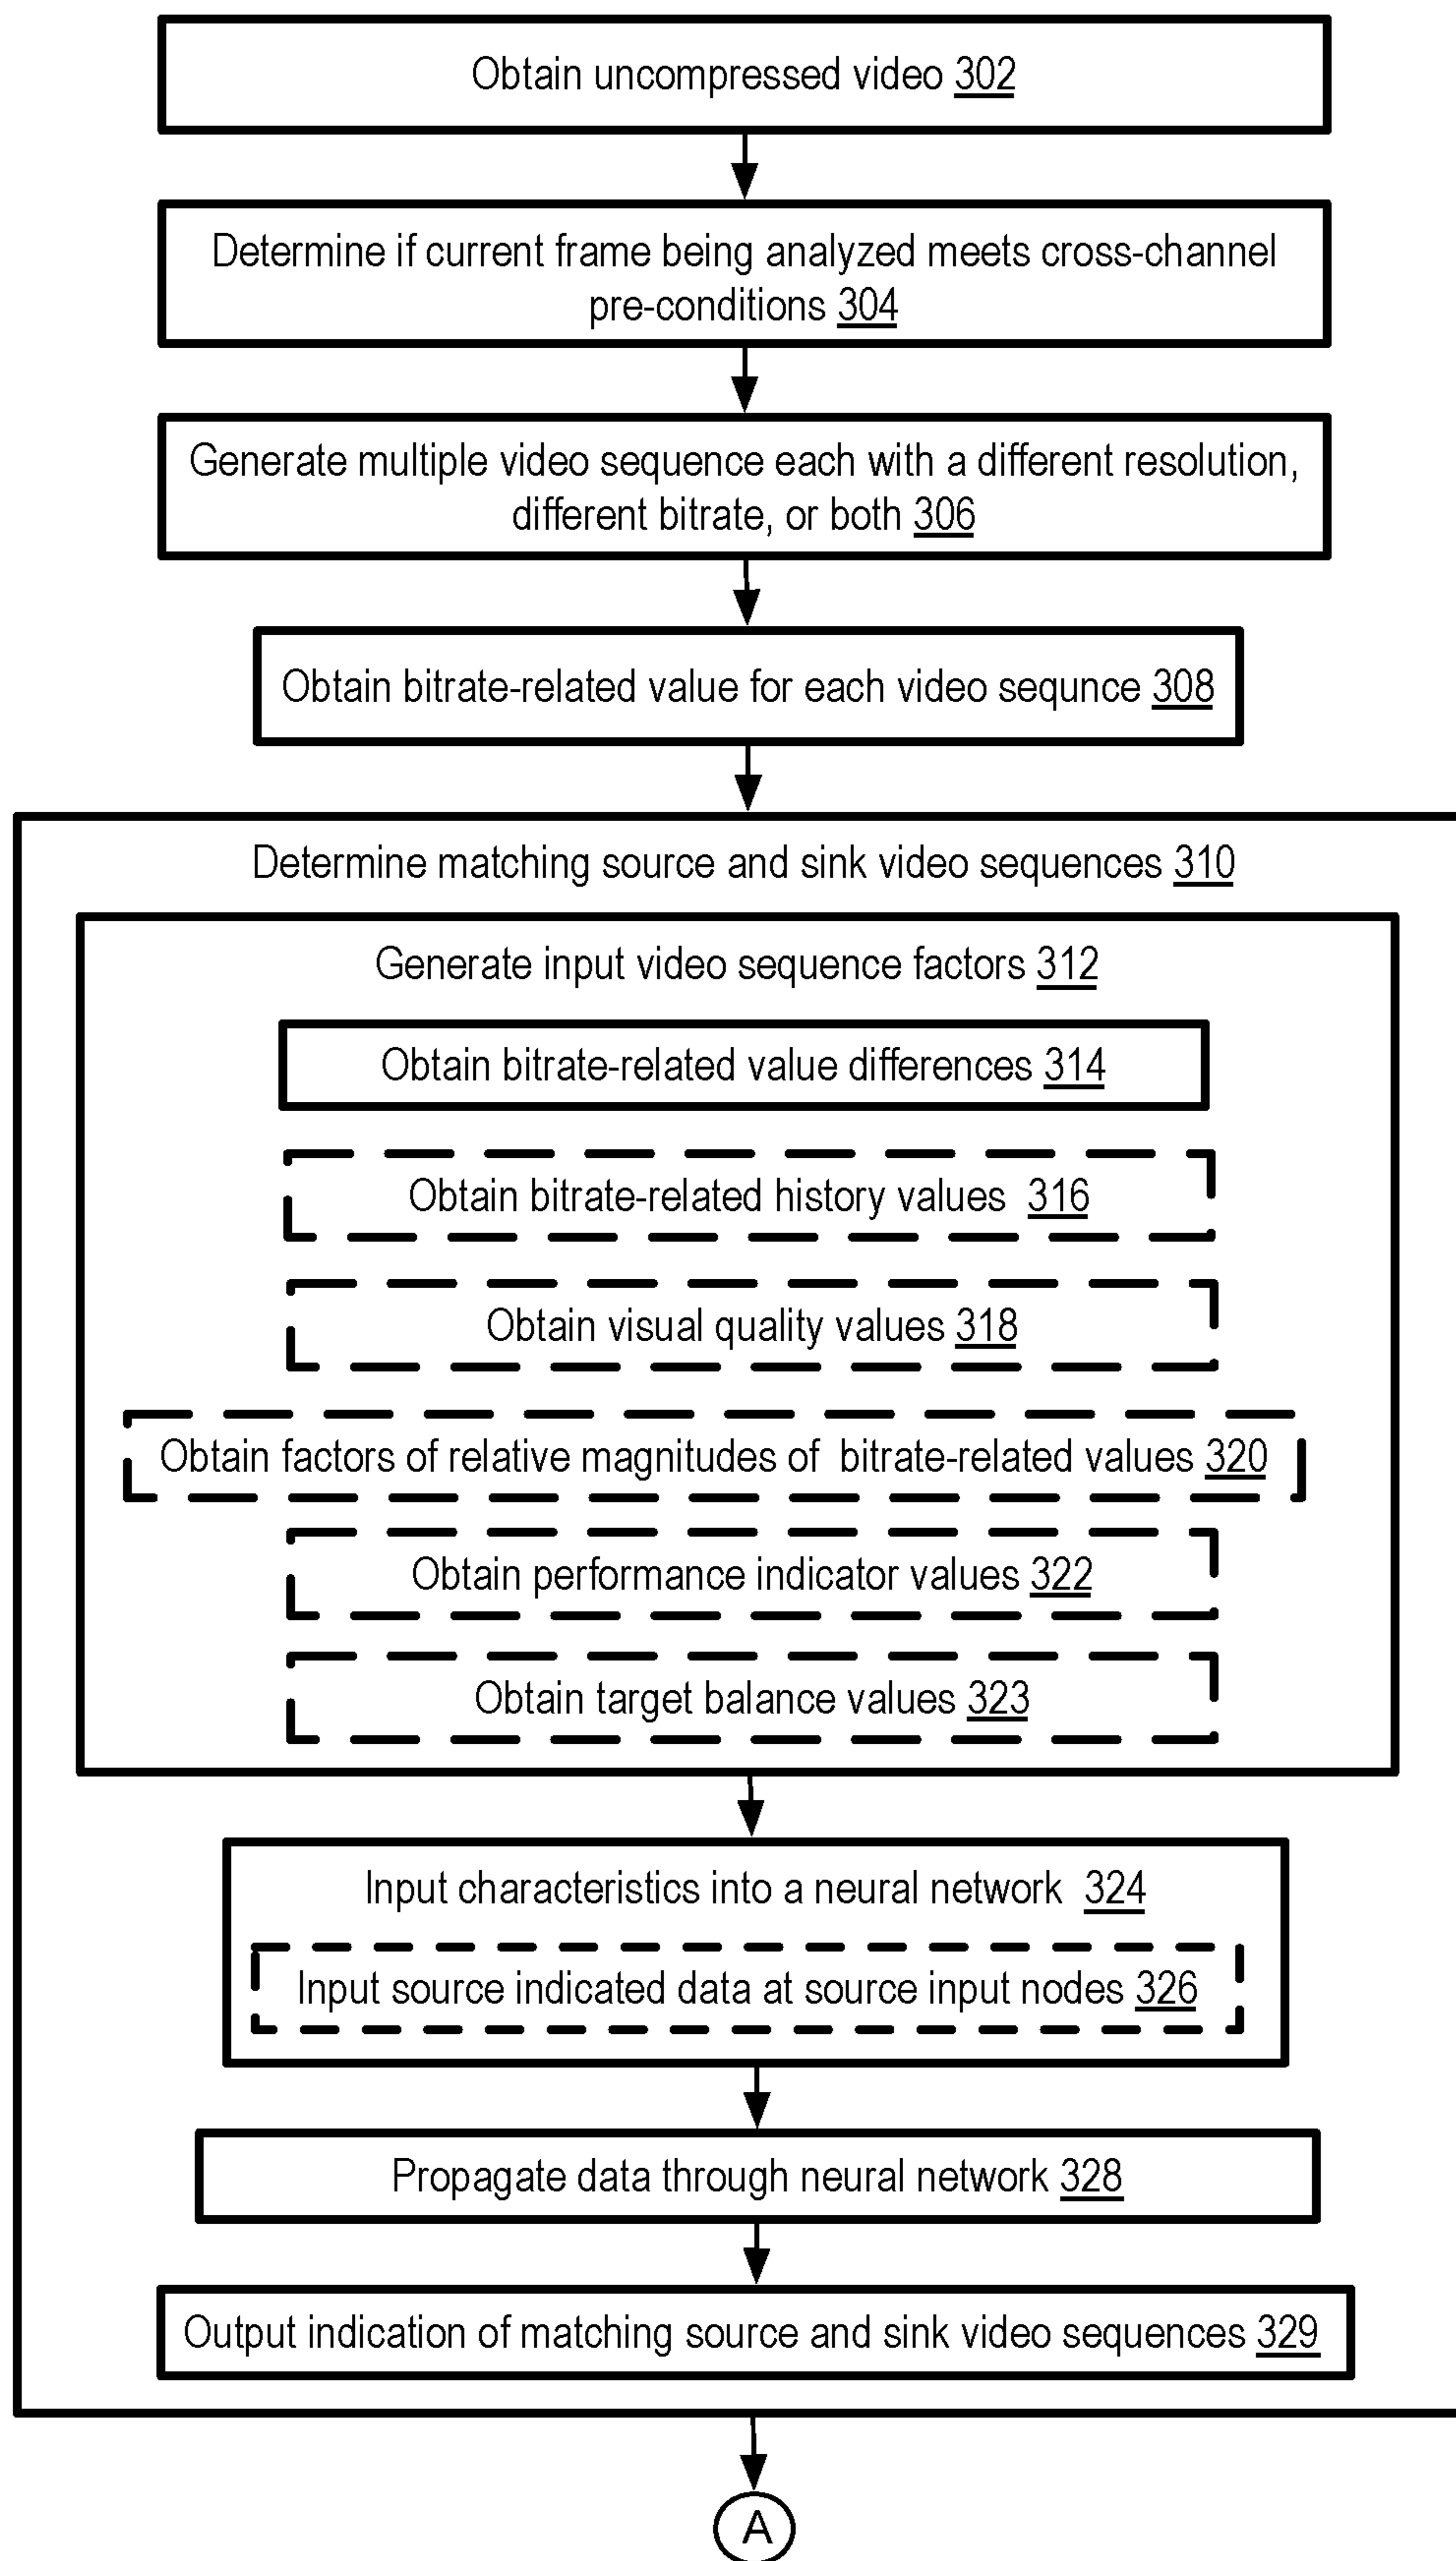 Obtain uncompressed video 302
Determine if current frame being analyzed meets cross-channel
pre-conditions 304
Generate multiple video sequence each with a different resolution,
different bitrate, or both 306
Obtain bitrate-related value for each video sequnce 308
Determine matching source and sink video sequences 310
Generate input video sequence factors 312
Obtain bitrate-related value differences 314
Obtain bitrate-related history values 316
Obtain visual quality values 318
Obtain factors of relative magnitudes of bitrate-related values 320
Obtain performance indicator values 322
Obtain target balance values 323
Input characteristics into a neural network 324
Input source indicated data at source input nodes 326
Propagate data through neural network 328
Output indication of matching source and sink video sequences 329
A